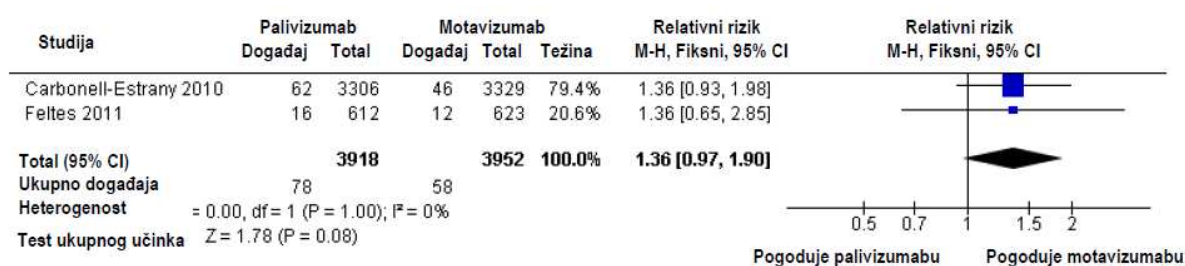 Palivizumab Motavizumab Relativni rizik Relativni rizik
Studija Događaj Total Događaj Total Težina M-H, Fiksni, 95% CI M-H, Fiksni, 95% CI
Carbonell-Estrany 2010 62 3306 46 3329 79.4% 1.36 [0.93, 1.98]
Feltes 2011 16 612 12 623 20.6% 1.36 [0.65, 2.85]
Total (95% CI) 3918 3952 100.0% 1.36 [0.97, 1.90]
Ukupno događaja 78 58
Heterogenost = 0.00, df = 1 (P = 1.00); I² = 0%
Test ukupnog učinka Z = 1.78 (P = 0.08)
0.5 0.7 1 1.5 2
Pogoduje palivizumabu Pogoduje motavizumabu